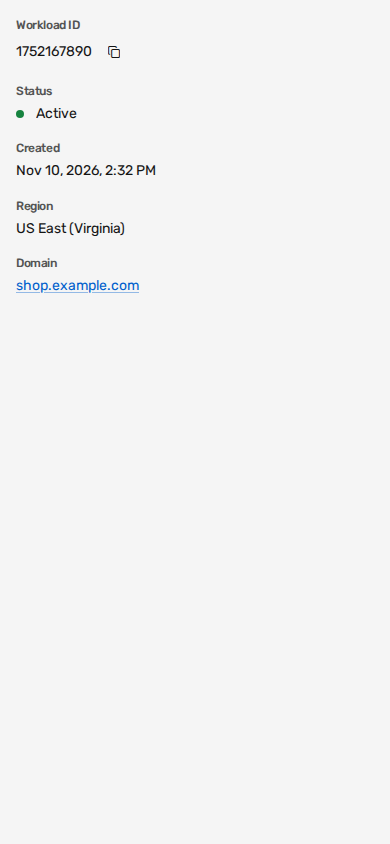 Workload ID
1752167890
Status
Active
Created
Nov 10, 2026, 2:32 PM
Region
US East (Virginia)
Domain
shop.example.com